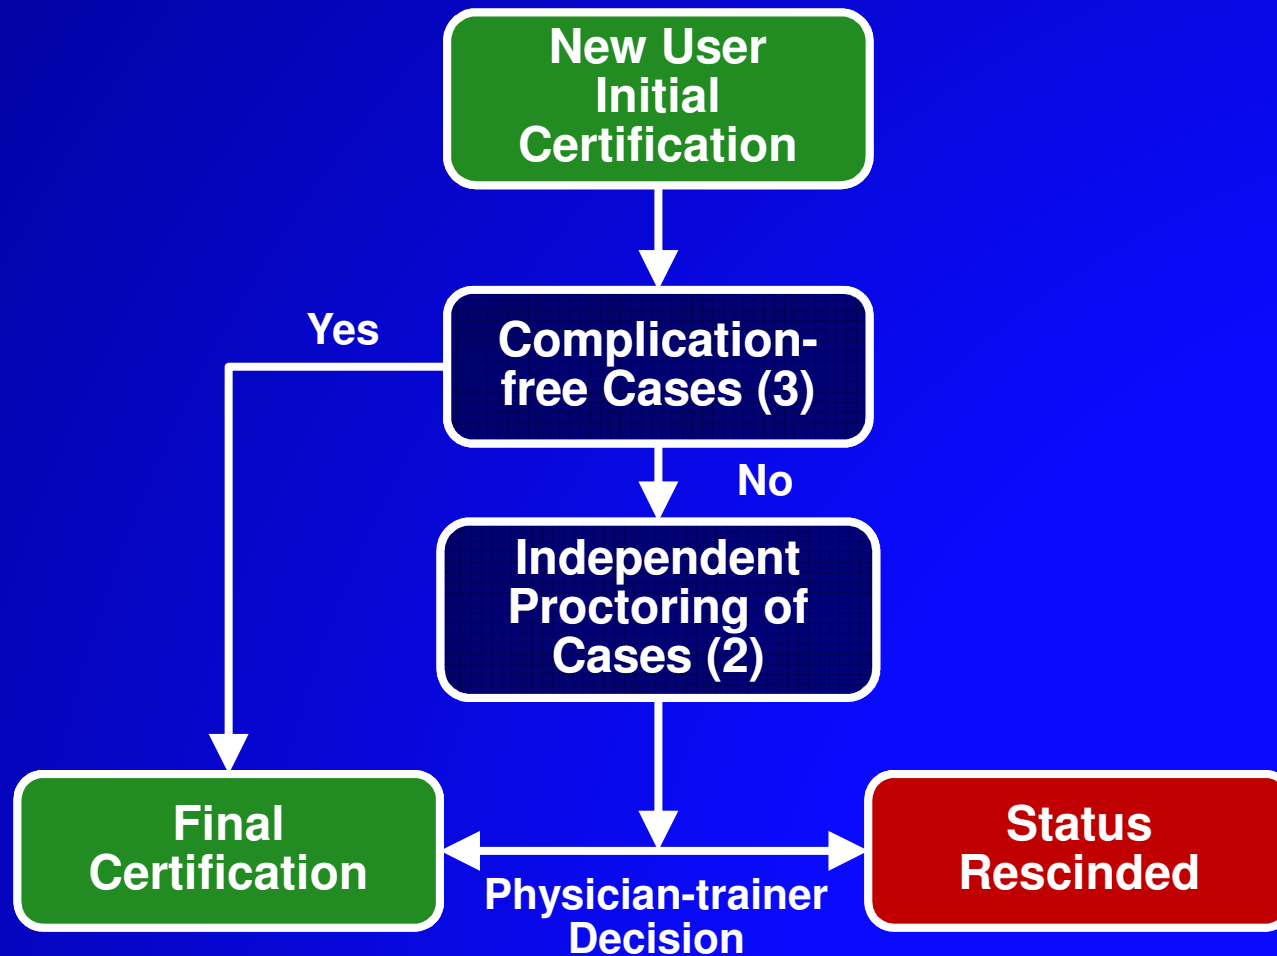 New User
Initial
Certification
Yes
Complication-
free Cases (3)
No
Independent
Proctoring of
Cases (2)
Final
Certification
Physician-trainer
Decision
Status
Rescinded